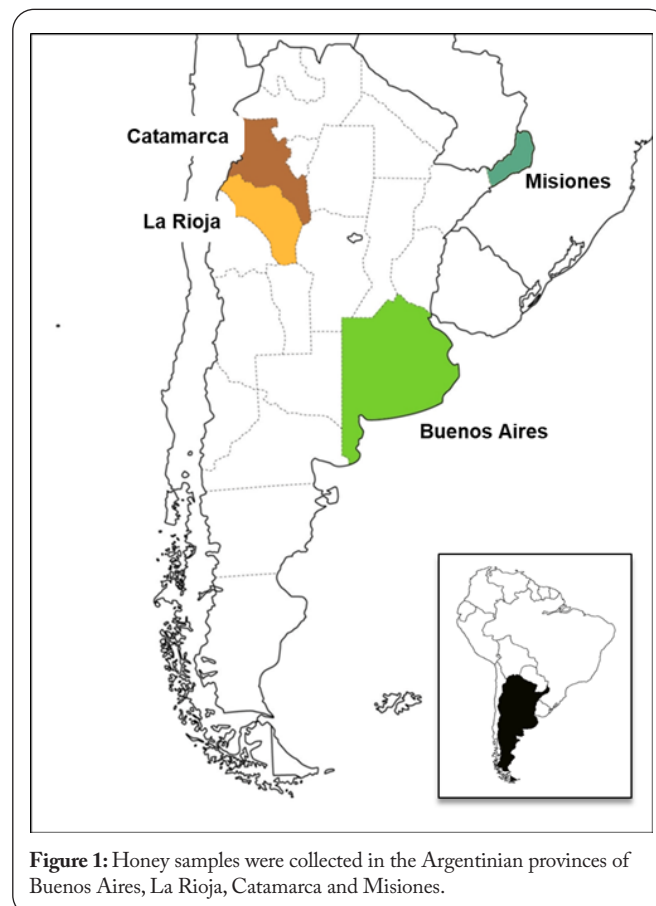 Catamarca
Misiones
La Rioja
Buenos Aires
Figure 1: Honey samples were collected in the Argentinian provinces of
Buenos Aires, La Rioja, Catamarca and Misiones.